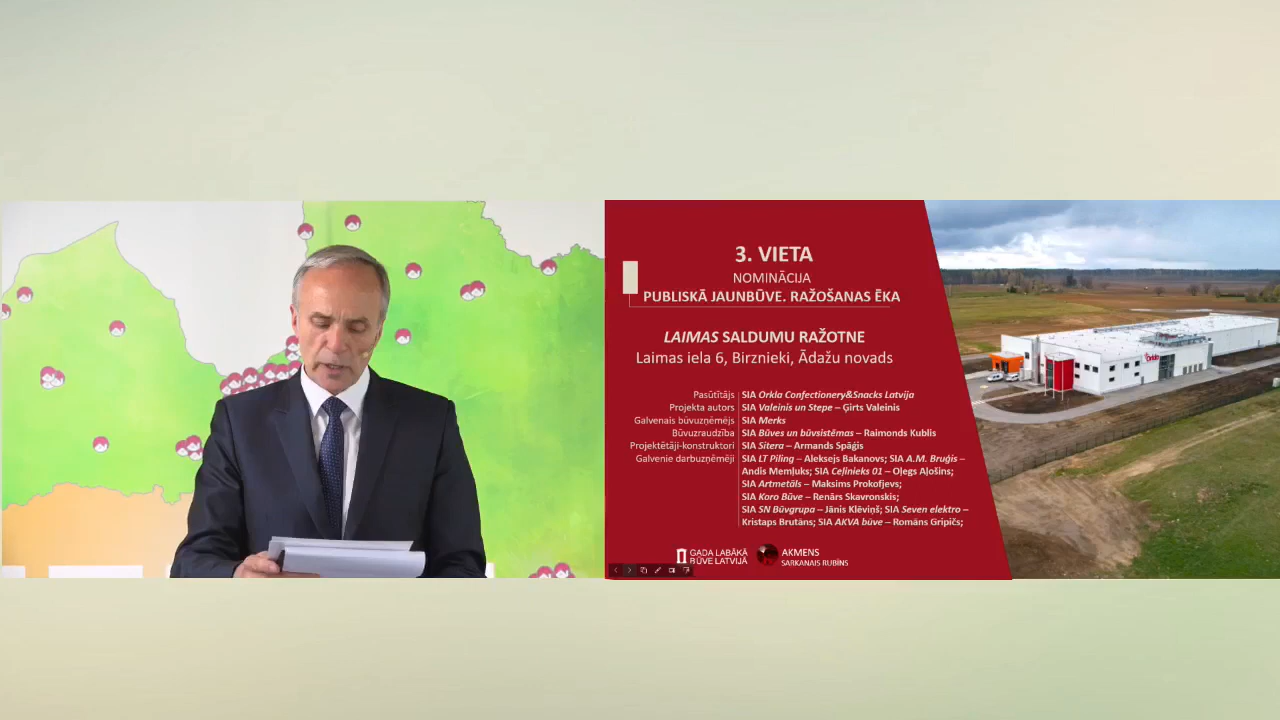 3. VIETA
NOMINĀCIJA
PUBLISKĀ JAUNBŪVE. RAŽOŠANAS ĒKA
LAIMAS SALDUMU RAŽOTNE
Laimas iela 6, Birznieki, Ādažu novads
Pasūtītājs SIA Orkla Confectionery&Snacks Latvija
Projekta autors SIA Valeinis un Stepe – Ģirts Valeinis
Galvenais būvuzņēmējs SIA Merks
Būvuzraudzība SIA Būves un būvsistēmas – Raimonds Kublis
Projektētāji-konstruktori SIA Sitera – Armands Spāģis
Galvenie darbuzņēmēji SIA LT Piling – Aleksejs Bakanovs; SIA A.M. Bruģis –
Andis Memļuks; SIA Ceļinieks 01 – Oļegs Aļošins;
SIA Artmetāls – Maksims Prokofjevs;
SIA Koro Būve – Renārs Skavronskis;
SIA SN Būvgrupa – Jānis Klēviņš; SIA Seven elektro –
Kristaps Brutāns; SIA AKVA būve – Romāns Gripičs;
GADA LABĀKĀ
BŪVE LATVIJĀ
AKMENS
SARKANAIS RUBĪNS
Orkla